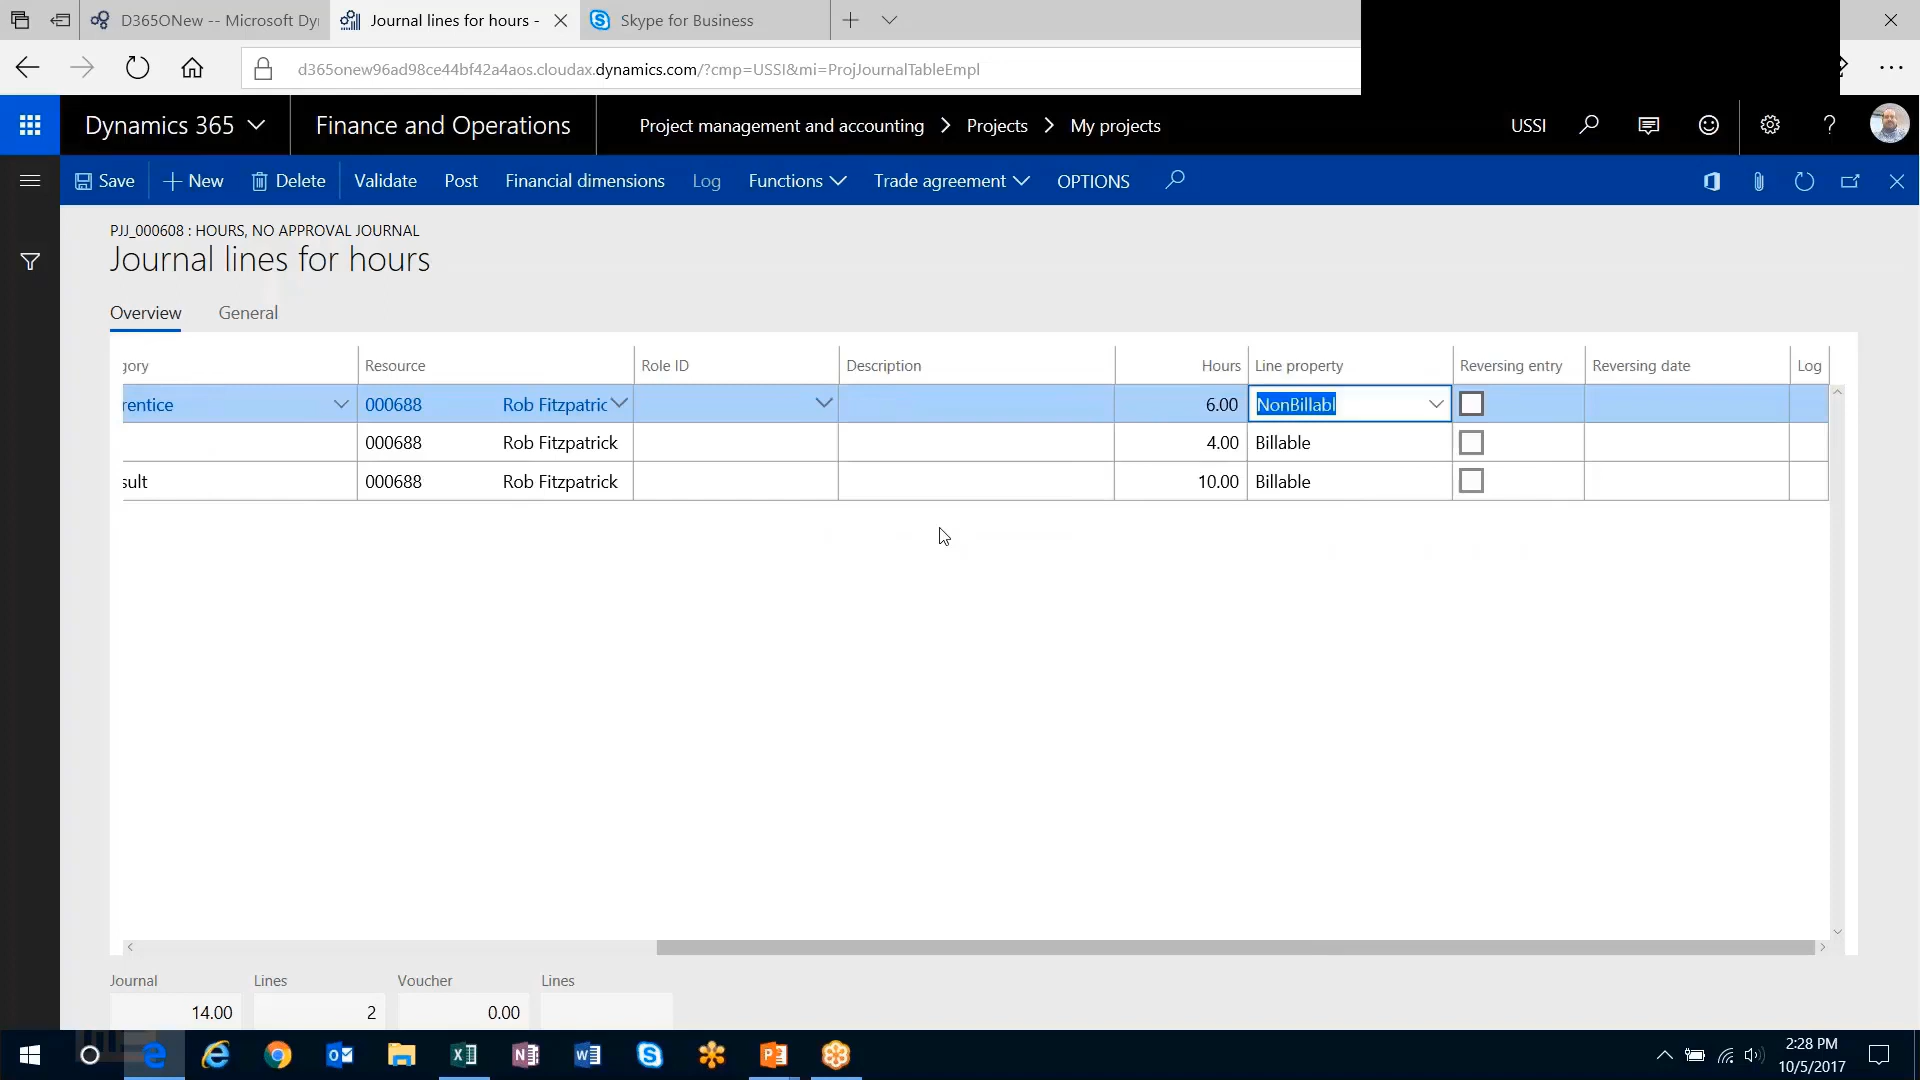 D365ONew -- Microsoft Dy
Journal lines for hours -
Skype for Business
d365onew96ad98ce44bf42a4aos.cloudax.dynamics.com/?cmp=USSI&mi=ProjJournalTableEmpl
Dynamics 365
Finance and Operations
Project management and accounting > Projects > My projects
USSI
Save
New
Delete
Validate
Post
Financial dimensions
Log
Functions
Trade agreement
OPTIONS
PJJ_000608 : HOURS, NO APPROVAL JOURNAL
Journal lines for hours
Overview General
gory Resource Role ID Description Hours Line property Reversing entry Reversing date Log
rentice 000688 Rob Fitzpatric 6.00 NonBillabl
000688 Rob Fitzpatrick 4.00 Billable
sult 000688 Rob Fitzpatrick 10.00 Billable
Journal Lines Voucher Lines
14.00 2 0.00
2:28 PM
10/5/2017